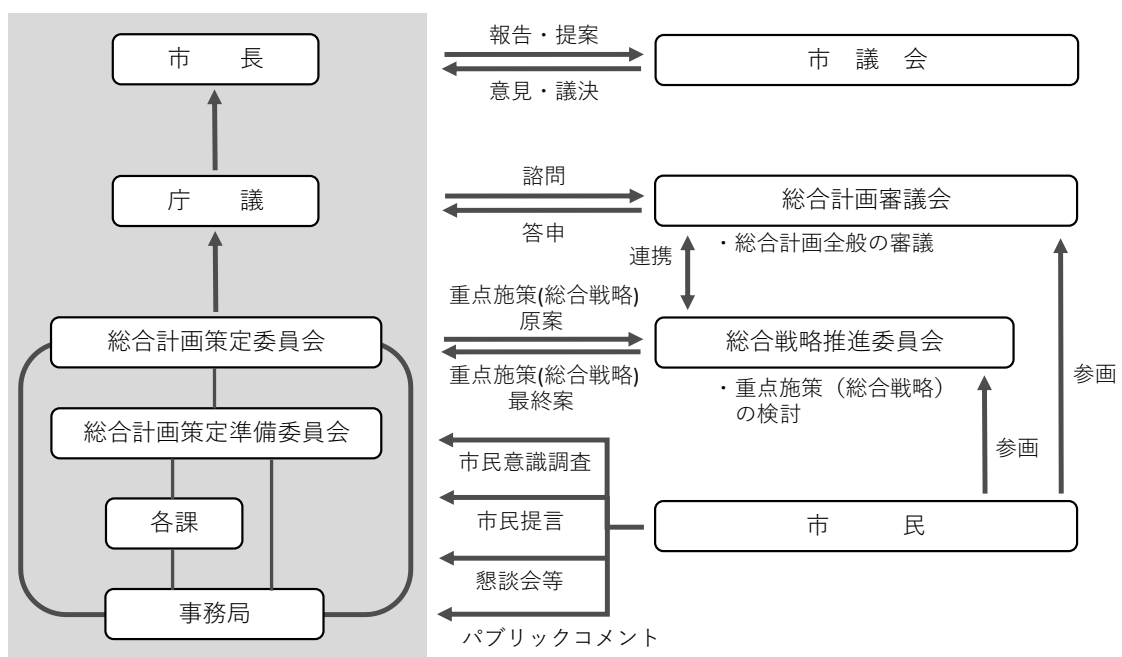 市　長
報告・提案
市　議　会
意見・議決
庁　議
諮問
総合計画審議会
答申
・総合計画全般の審議
連携
重点施策(総合戦略)
原案
総合計画策定委員会
総合戦略推進委員会
重点施策(総合戦略)
最終案
・重点施策（総合戦略）
の検討
参画
参画
総合計画策定準備委員会
市民意識調査
各課
市民提言
市　民
懇談会等
事務局
パブリックコメント